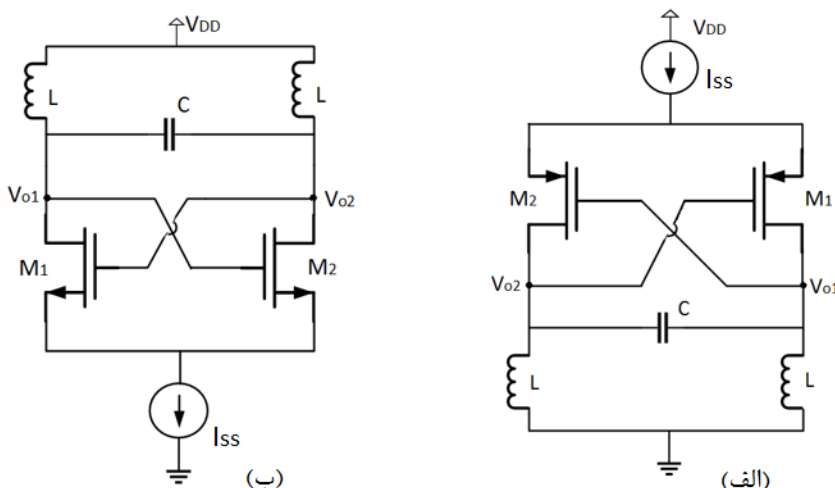 VDD
L
L
C
Vo1
Vo2
M1
M2
Iss
(ب)
VDD
Iss
M2
M1
Vo2
Vo1
C
L
L
(الف)